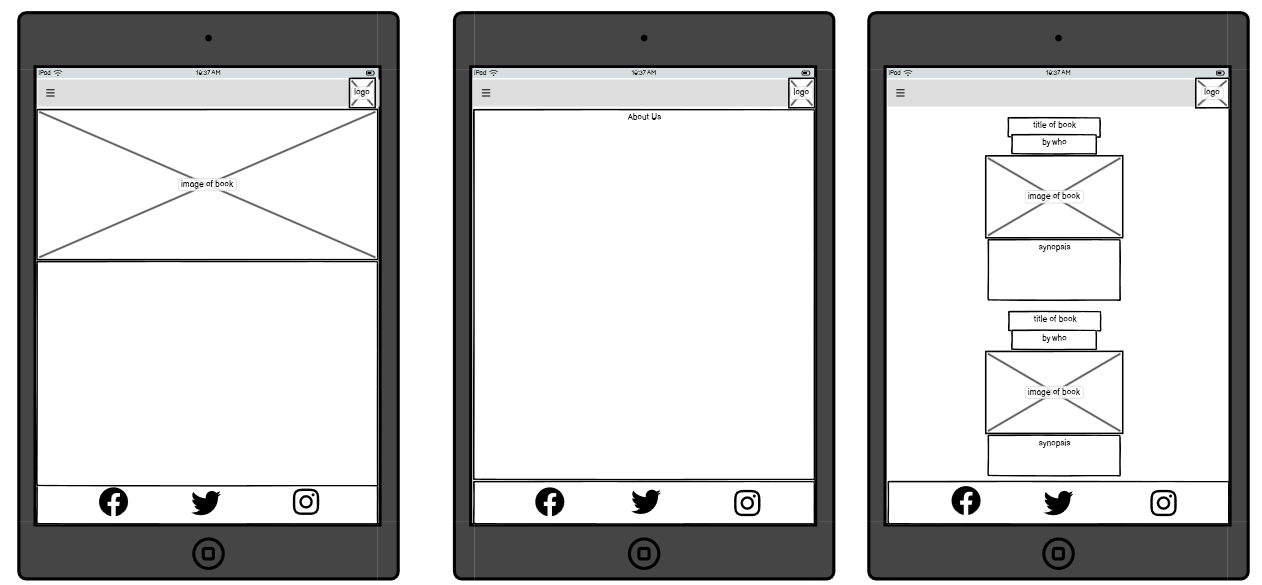 iPad
10:37 AM
logo
image of book
iPad
10:37 AM
logo
About Us
iPad
10:37 AM
logo
title of book
by who
image of book
synopsis
title of book
by who
image of book
synopsis